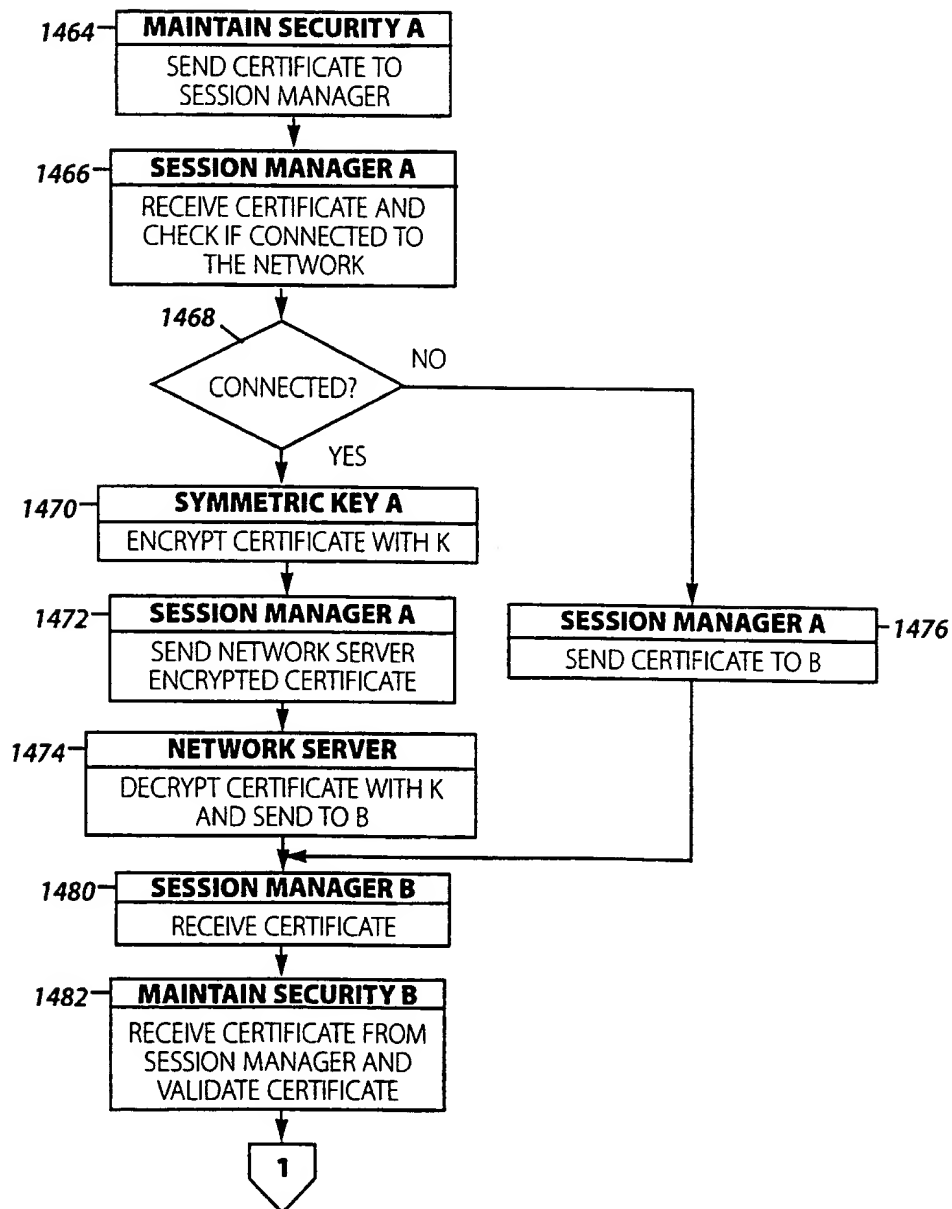 1464
MAINTAIN SECURITY A
SEND CERTIFICATE TO
SESSION MANAGER
1466
SESSION MANAGER A
RECEIVE CERTIFICATE AND
CHECK IF CONNECTED TO
THE NETWORK
1468
CONNECTED?
NO
YES
1470
SYMMETRIC KEY A
ENCRYPT CERTIFICATE WITH K
1472
SESSION MANAGER A
SEND NETWORK SERVER
ENCRYPTED CERTIFICATE
SESSION MANAGER A
1476
SEND CERTIFICATE TO B
1474
NETWORK SERVER
DECRYPT CERTIFICATE WITH K
AND SEND TO B
1480
SESSION MANAGER B
RECEIVE CERTIFICATE
1482
MAINTAIN SECURITY B
RECEIVE CERTIFICATE FROM
SESSION MANAGER AND
VALIDATE CERTIFICATE
1